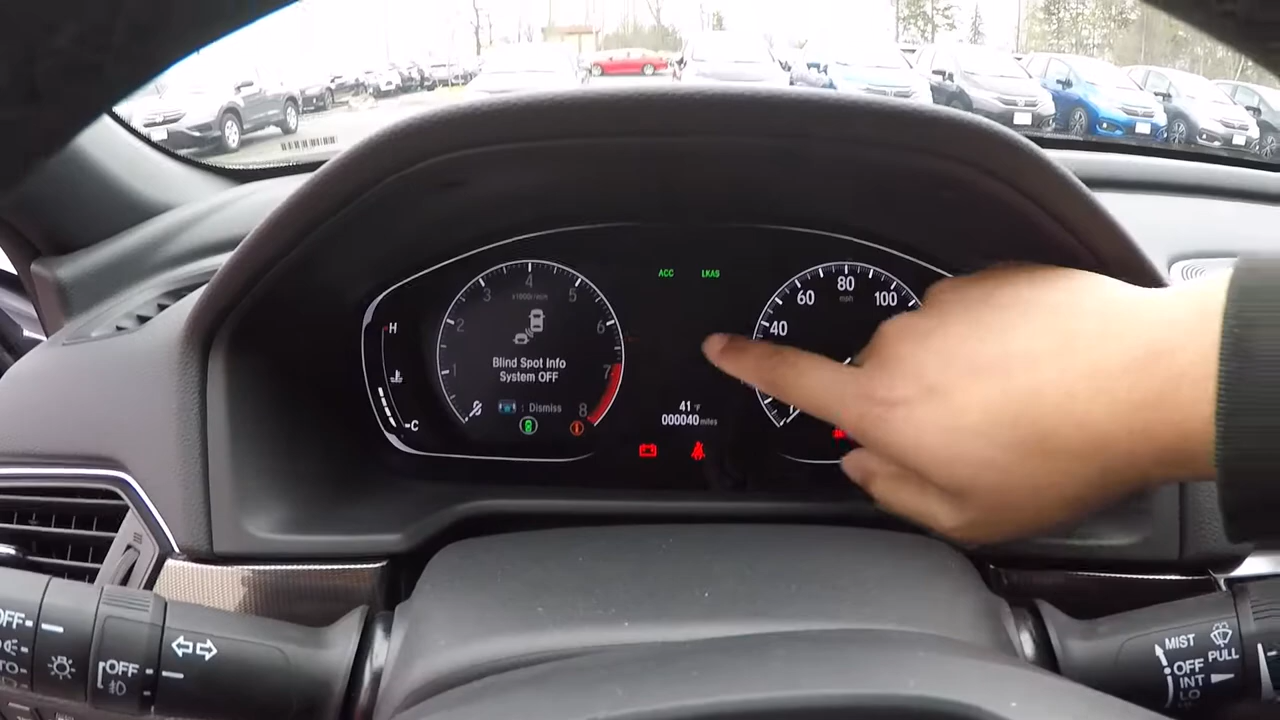 ACC LKAS
H
C
1 2 3 4 5 6 7 8
x1000r/min
Blind Spot Info
System OFF
: Dismiss
40 60 80 100
mph
41°F
000040 miles
OFF
OFF
MIST
OFF
INT
LO
PULL